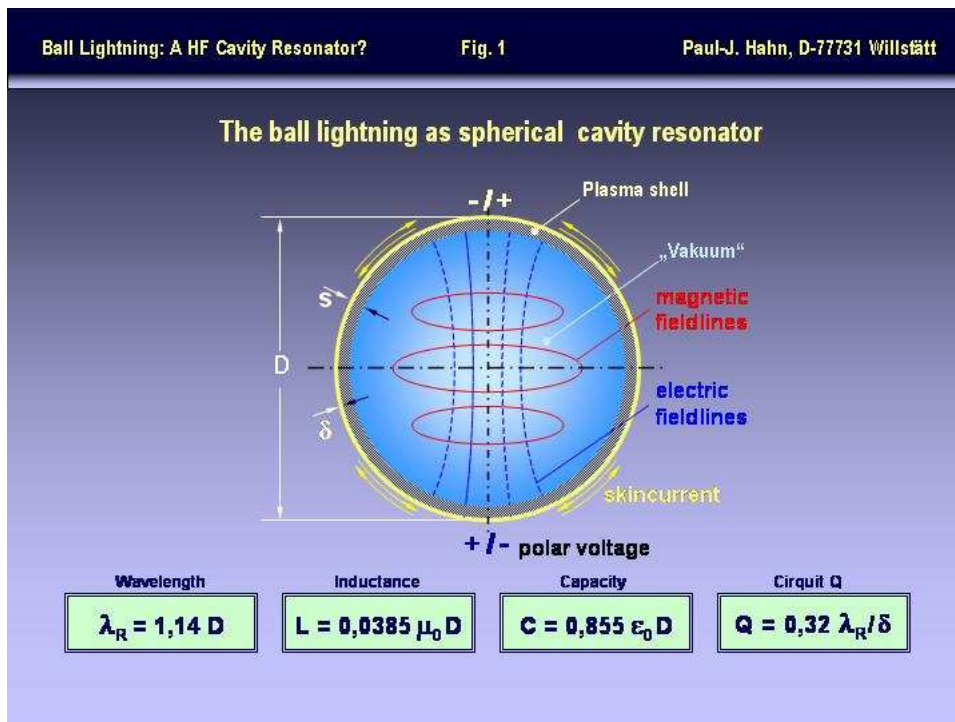 Ball Lightning: A HF Cavity Resonator? Fig. 1 Paul-J. Hahn, D-77731 Willstätt
The ball lightning as spherical cavity resonator
Plasma shell
- / +
„Vakuum“
s
magnetic
fieldlines
D
electric
fieldlines
δ
skincurrent
+ / - polar voltage
Wavelength Inductance Capacity Cirquit Q
λR = 1,14 D L = 0,0385 μ0 D C = 0,855 ε0 D Q = 0,32 λR/δ